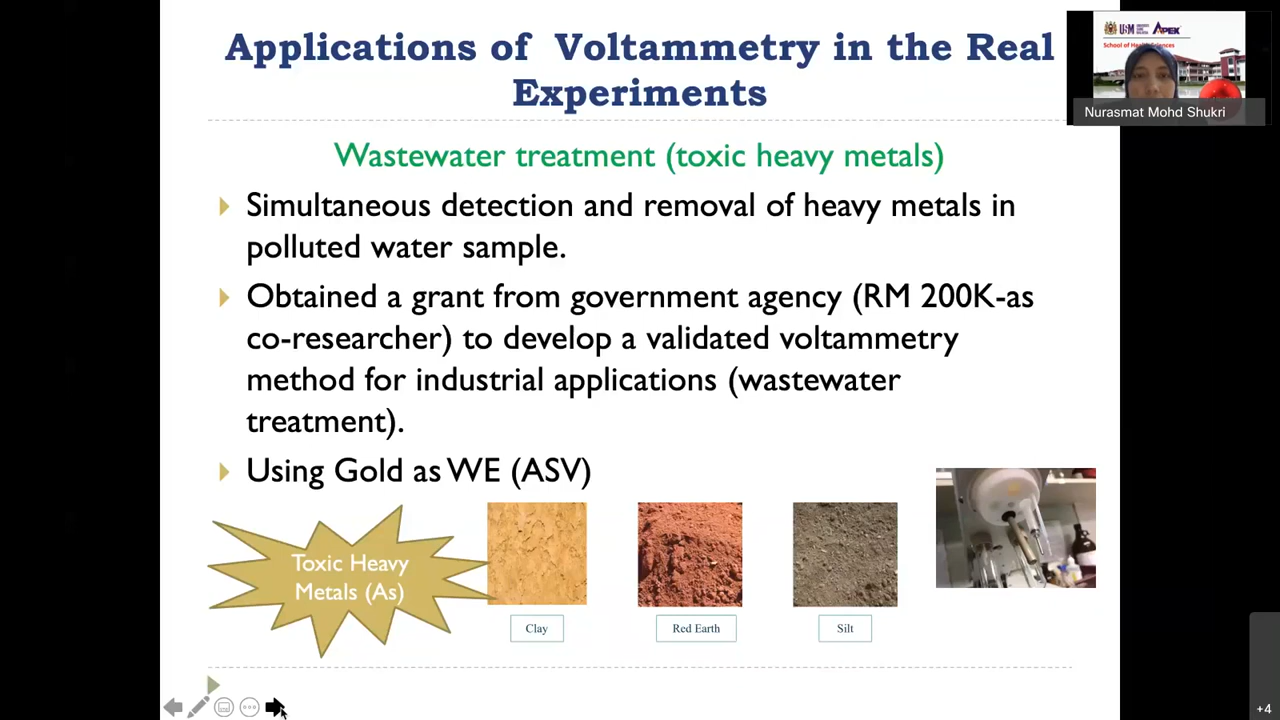 Applications of Voltammetry in the Real
Experiments
USM
APEX
School of Health Sciences
Nurasmat Mohd Shukri
Wastewater treatment (toxic heavy metals)
Simultaneous detection and removal of heavy metals in
polluted water sample.
Obtained a grant from government agency (RM 200K-as
co-researcher) to develop a validated voltammetry
method for industrial applications (wastewater
treatment).
Using Gold as WE (ASV)
Toxic Heavy
Metals (As)
Clay
Red Earth
Silt
+4